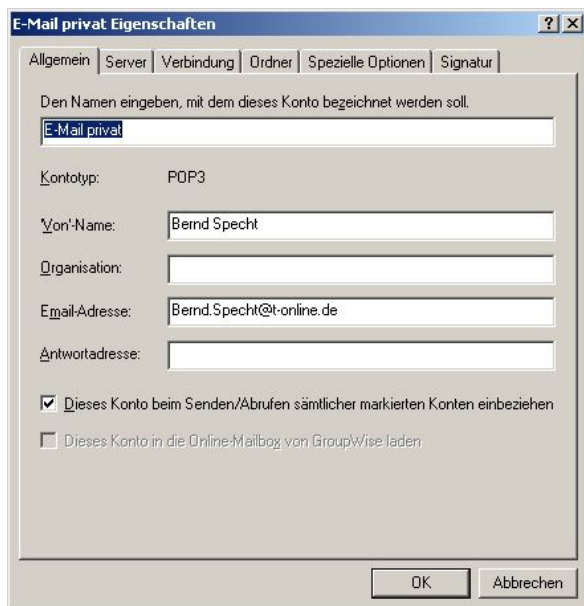 E-Mail privat Eigenschaften
Allgemein Server Verbindung Ordner Spezielle Optionen Signatur
Den Namen eingeben, mit dem dieses Konto bezeichnet werden soll.
E-Mail privat
Kontotyp: POP3
'Von'-Name: Bernd Specht
Organisation:
Email-Adresse: Bernd.Specht@t-online.de
Antwortadresse:
Dieses Konto beim Senden/Abrufen sämtlicher markierten Konten einbeziehen
Dieses Konto in die Online-Mailbox von GroupWise laden
OK Abbrechen